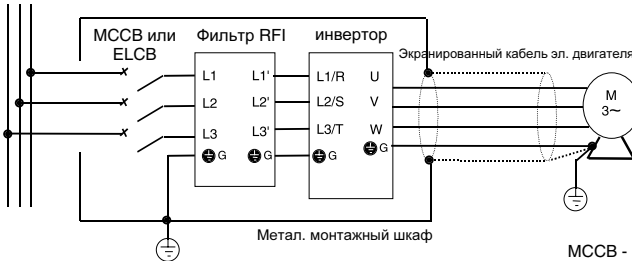 МССВ или
ELCB
Фильтр RFI
инвертор
Экранированный кабель эл. двигателя
L1 L1' L1/R U
L2 L2' L2/S V
L3 L3' L3/T W
G G G G
M
3~
Метал. монтажный шкаф
МССВ -